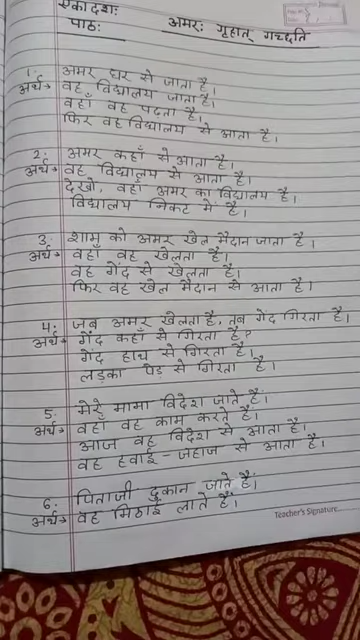 एकादशः
पाठः अमरः गृहात् गच्छति
1. अमर घर से जाता है।
अर्थ→ वह विद्यालय जाता है।
वहाँ वह पढता है।
फिर वह विद्यालय से आता है।
2. अमर कहाँ से आता है।
अर्थ→ वह विद्यालय से आता है।
देखो, वहाँ अमर का विद्यालय है।
विद्यालय निकट में है।
3. शाम को अमर खेल मैदान जाता है।
अर्थ→ वहाँ वह खेलता है।
वह गेंद से खेलता है।
फिर वह खेल मैदान से आता है।
4. जब अमर खेलता है, तब गेंद गिरता है।
अर्थ→ गेंद कहाँ से गिरता है?
गेंद हाथ से गिरता है।
लड़का पेड़ से गिरता है।
5. मेरे मामा विदेश जाते हैं।
अर्थ→ वहाँ वह काम करते हैं।
आज वह विदेश से आता है।
वह हवाई-जहाज से आता है।
6. पिताजी दुकान जाते हैं।
अर्थ→ वह मिठाई लाते हैं।
Teacher's Signature